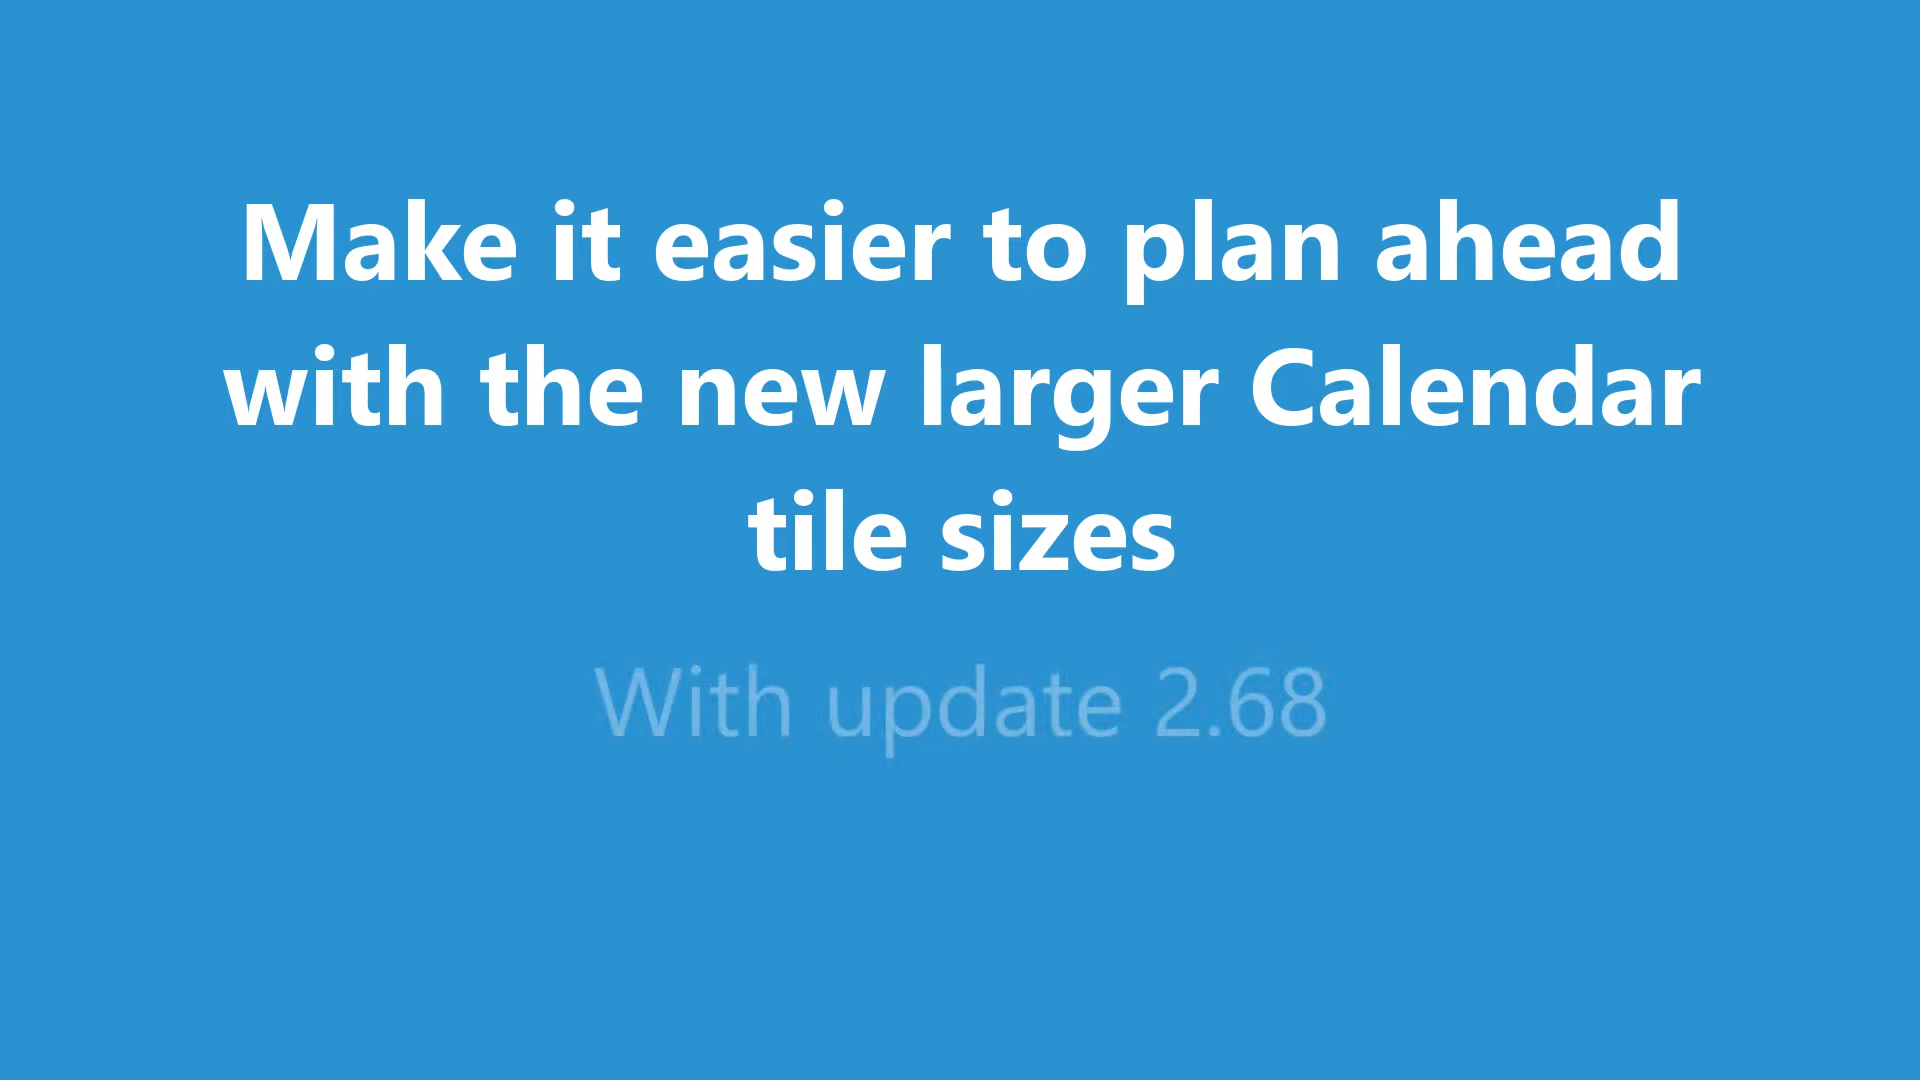 Make it easier to plan ahead
with the new larger Calendar
tile sizes
With update 2.68